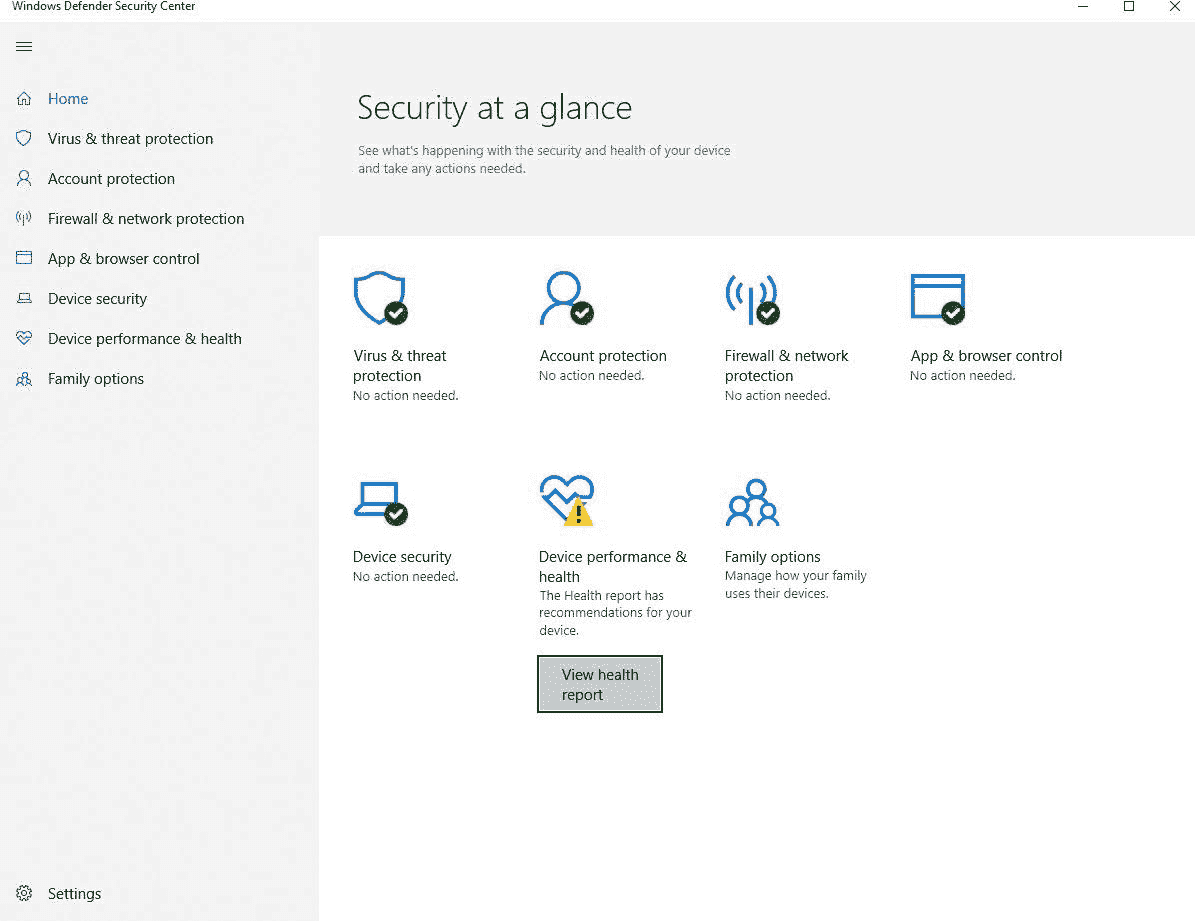 Windows Defender Security Center
Home
Virus & threat protection
Account protection
Firewall & network protection
App & browser control
Device security
Device performance & health
Family options
Settings
Security at a glance
See what's happening with the security and health of your device
and take any actions needed.
Virus & threat
protection
No action needed.
Account protection
No action needed.
Firewall & network
protection
No action needed.
App & browser control
No action needed.
Device security
No action needed.
Device performance &
health
The Health report has
recommendations for your
device.
View health
report
Family options
Manage how your family
uses their devices.